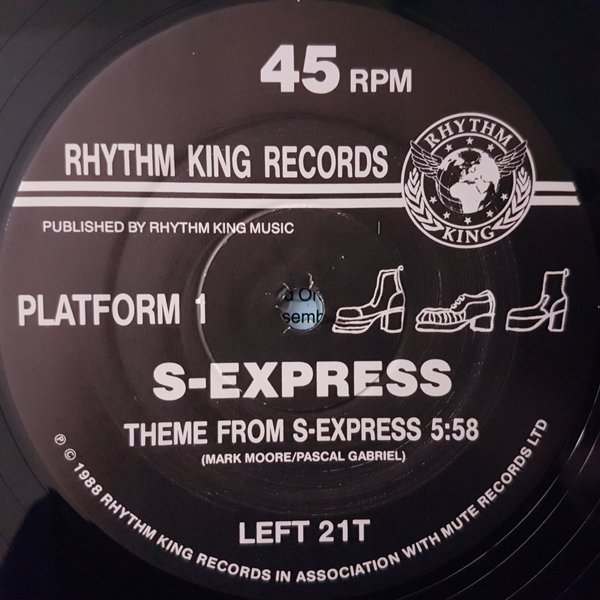 45 RPM
RHYTHM KING RECORDS
RHYTHM
KING
PUBLISHED BY RHYTHM KING MUSIC
PLATFORM 1
S-EXPRESS
THEME FROM S-EXPRESS 5:58
(MARK MOORE/PASCAL GABRIEL)
LEFT 21T
℗ © 1988 RHYTHM KING RECORDS IN ASSOCIATION WITH MUTE RECORDS LTD